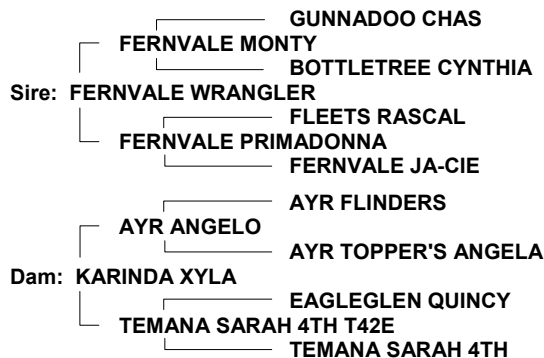 GUNNADOO CHAS
FERNVALE MONTY
BOTTLETREE CYNTHIA
Sire: FERNVALE WRANGLER
FLEETS RASCAL
FERNVALE PRIMADONNA
FERNVALE JA-CIE
AYR FLINDERS
AYR ANGELO
AYR TOPPER'S ANGELA
Dam: KARINDA XYLA
EAGLEGLEN QUINCY
TEMANA SARAH 4TH T42E
TEMANA SARAH 4TH